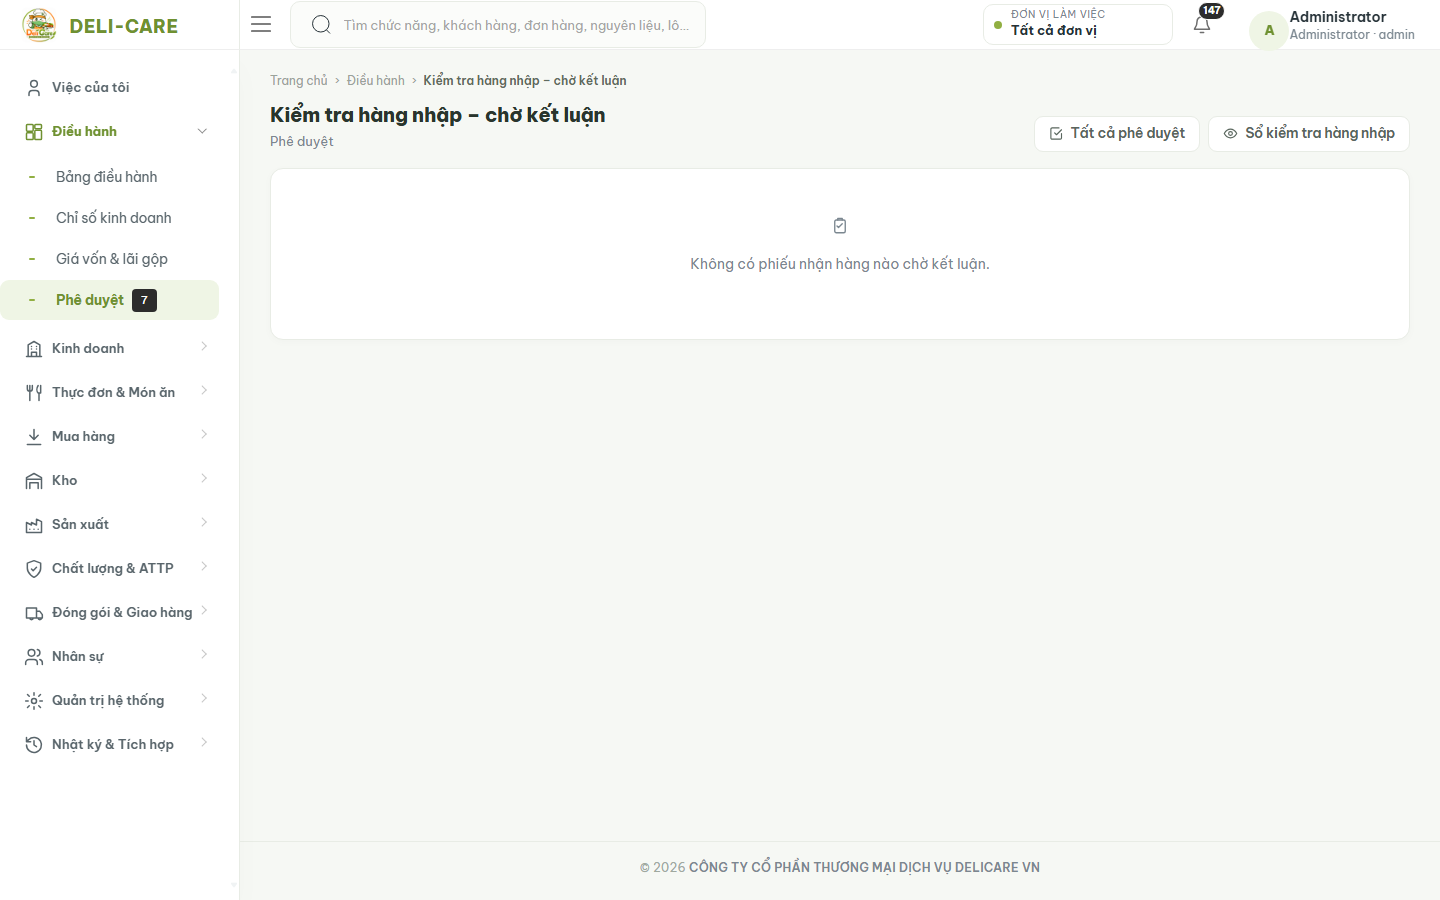 DELI-CARE
Tìm chức năng, khách hàng, đơn hàng, nguyên liệu, lô...
ĐƠN VỊ LÀM VIỆC
Tất cả đơn vị
147
A
Administrator
Administrator · admin
Việc của tôi
Điều hành
Bảng điều hành
Chỉ số kinh doanh
Giá vốn & lãi gộp
Phê duyệt 7
Kinh doanh
Thực đơn & Món ăn
Mua hàng
Kho
Sản xuất
Chất lượng & ATTP
Đóng gói & Giao hàng
Nhân sự
Quản trị hệ thống
Nhật ký & Tích hợp
Trang chủ › Điều hành › Kiểm tra hàng nhập – chờ kết luận
Kiểm tra hàng nhập – chờ kết luận
Phê duyệt
Tất cả phê duyệt
Sổ kiểm tra hàng nhập
Không có phiếu nhận hàng nào chờ kết luận.
© 2026 CÔNG TY CỔ PHẦN THƯƠNG MẠI DỊCH VỤ DELICARE VN